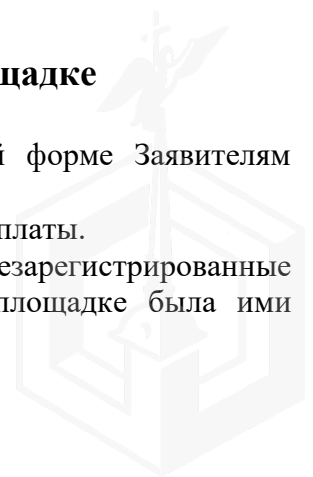 щадке
й форме Заявителям
платы.
езарегистрированные
площадке была ими